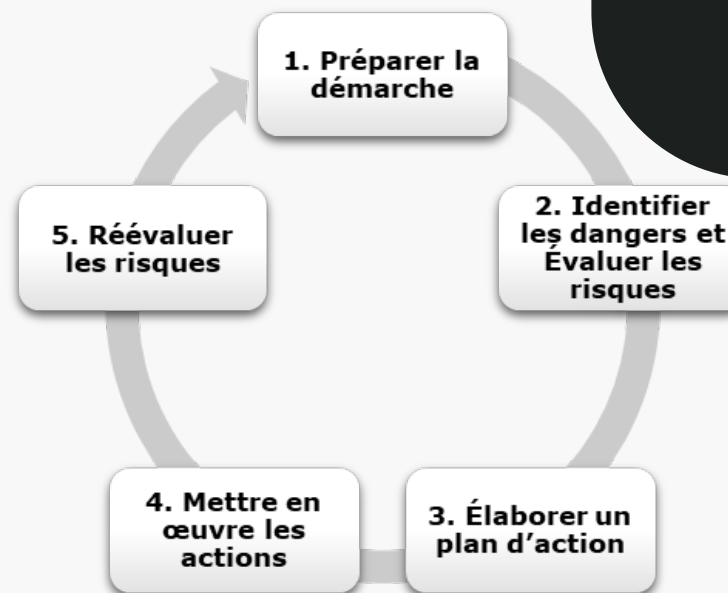 1. Préparer la
démarche
2. Identifier
les dangers et
Évaluer les
risques
3. Élaborer un
plan d’action
4. Mettre en
œuvre les
actions
5. Réévaluer
les risques